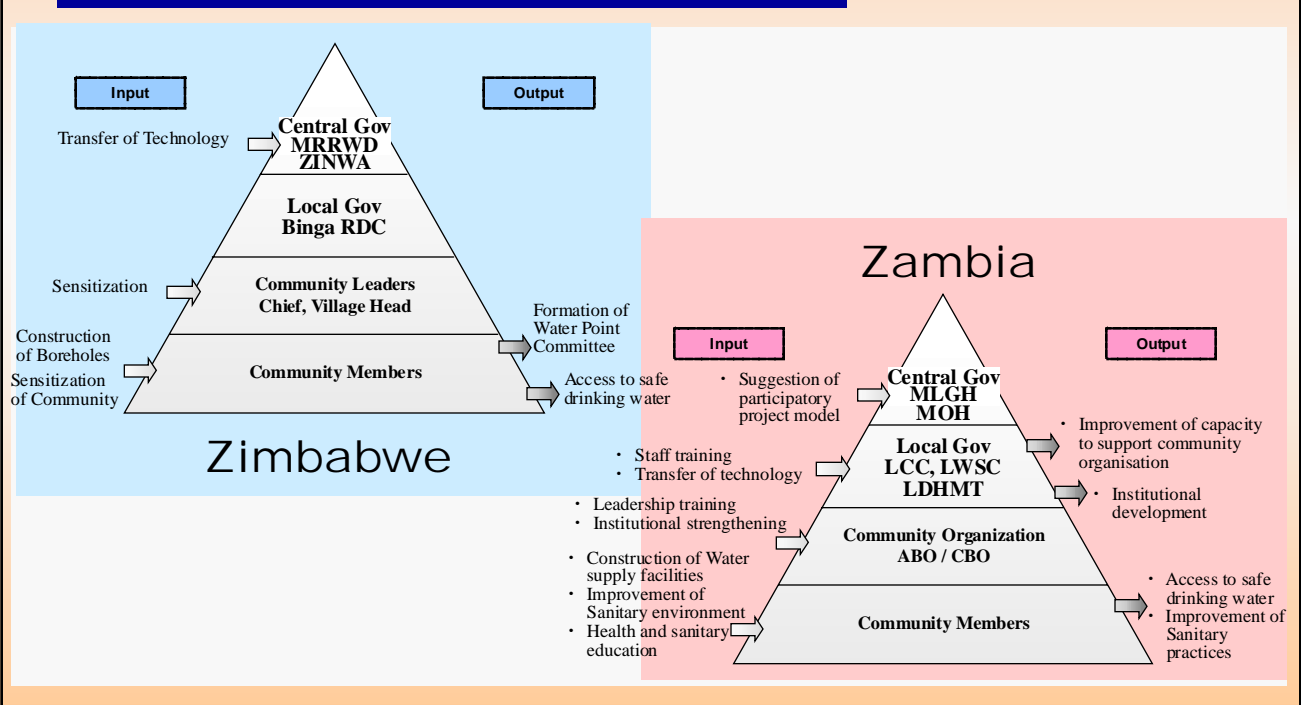 Input
Output
Transfer of Technology
Central Gov
MRRWD
ZINWA
Local Gov
Binga RDC
Sensitization
Community Leaders
Chief, Village Head
Construction
of Boreholes
Sensitization
of Community
Community Members
Formation of
Water Point
Committee
Access to safe
drinking water
Zimbabwe
Zambia
Input
Output
・ Suggestion of
participatory
project model
Central Gov
MLGH
MOH
・ Staff training
・ Transfer of technology
Local Gov
LCC, LWSC
LDHMT
・ Improvement of capacity
to support community
organisation
・ Institutional
development
・ Leadership training
・ Institutional strengthening
Community Organization
ABO / CBO
・ Construction of Water
supply facilities
・ Improvement of
Sanitary environment
・ Health and sanitary
education
Community Members
・ Access to safe
drinking water
・ Improvement of
Sanitary
practices